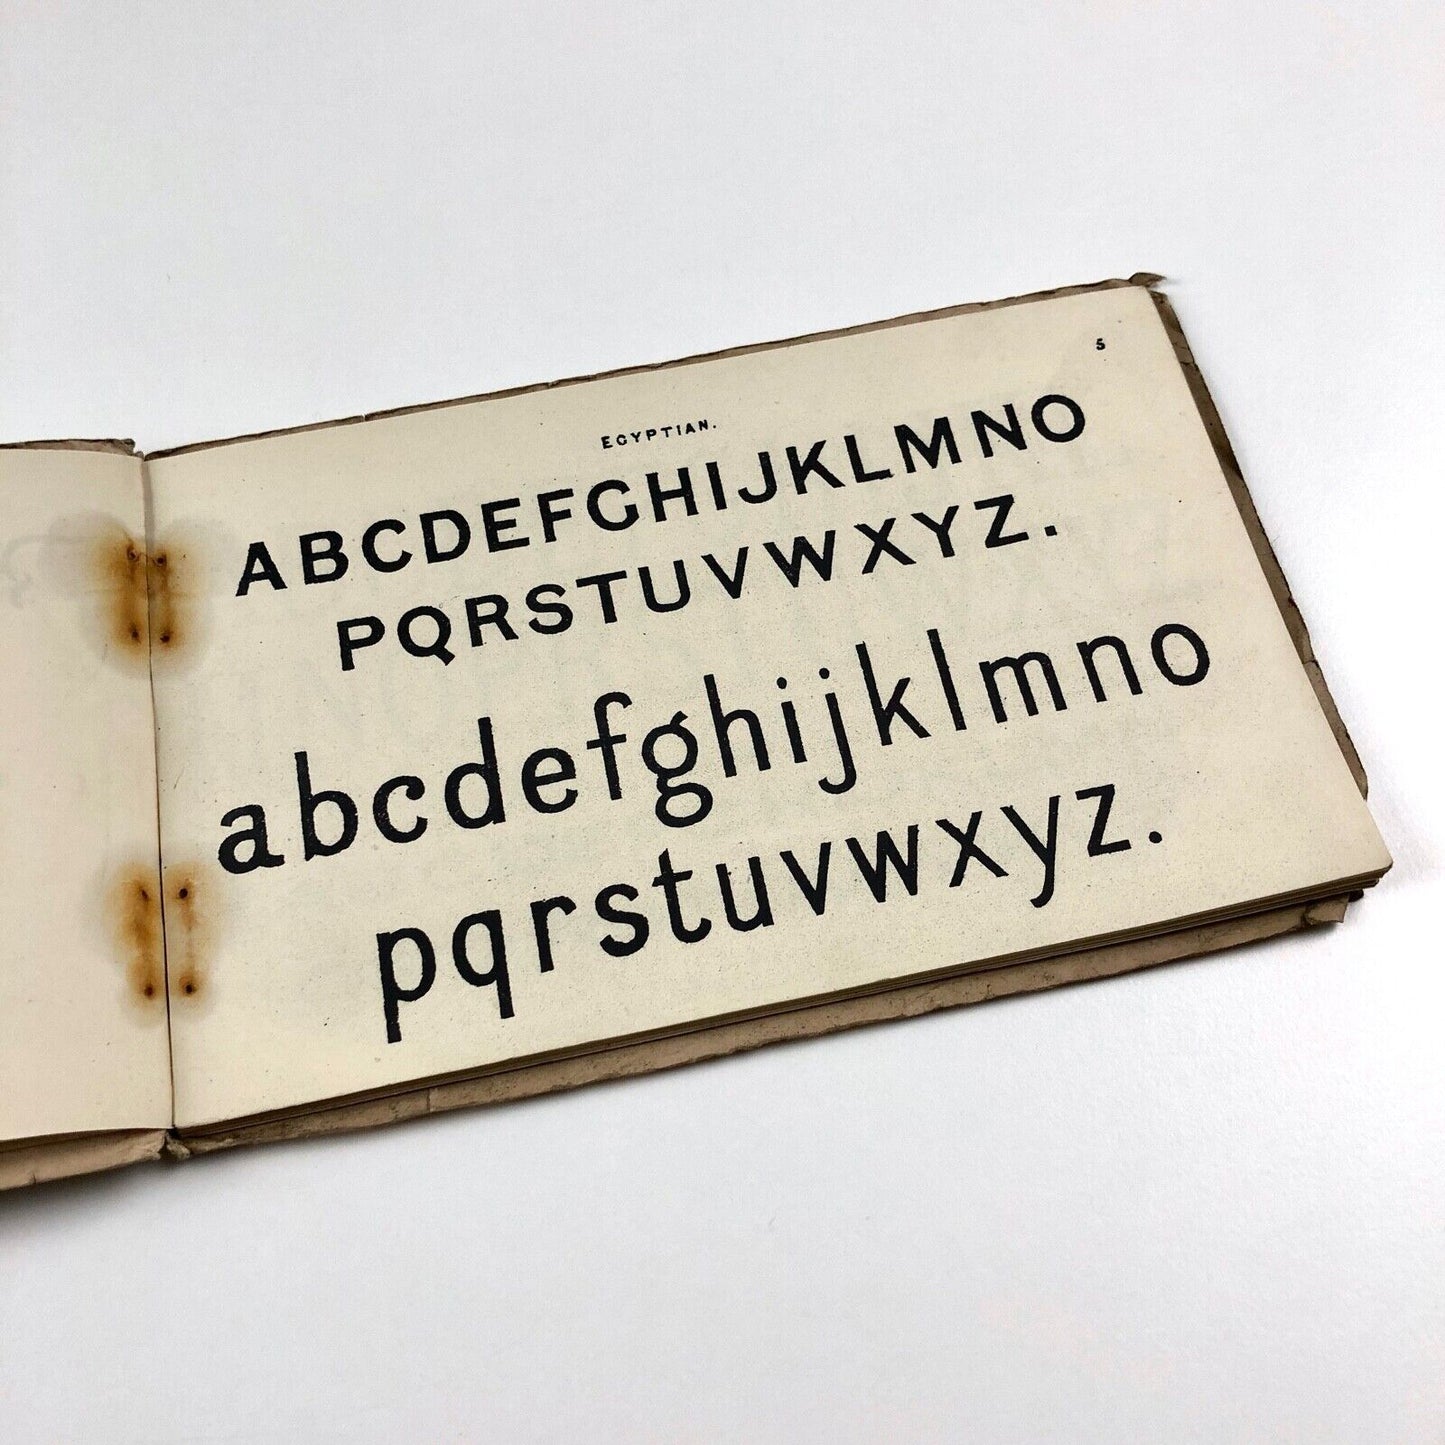 5
EGYPTIAN.
ABCDEFGHIJKLMNO
PQRSTUVWXYZ.
abcdefghijklmno
pqrstuvwxyz.